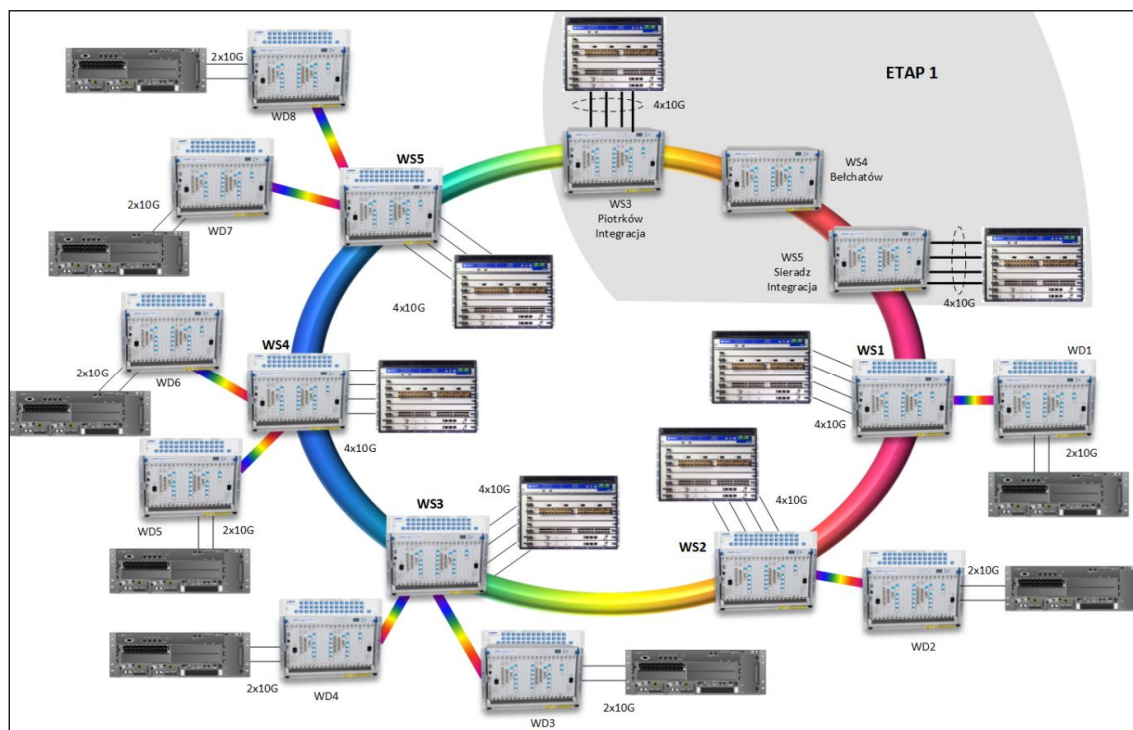 ETAP 1
2x10G
4x10G
WD8
WS5
WS3
Piotrków
Integracja
WS4
Bełchatów
2x10G
WD7
WS5
Sieradz
Integracja
4x10G
4x10G
WS4
WS1
WD1
2x10G
WD6
4x10G
4x10G
2x10G
WS3
4x10G
4x10G
WD5
2x10G
WS2
2x10G
WD2
2x10G
WD4
WD3
2x10G